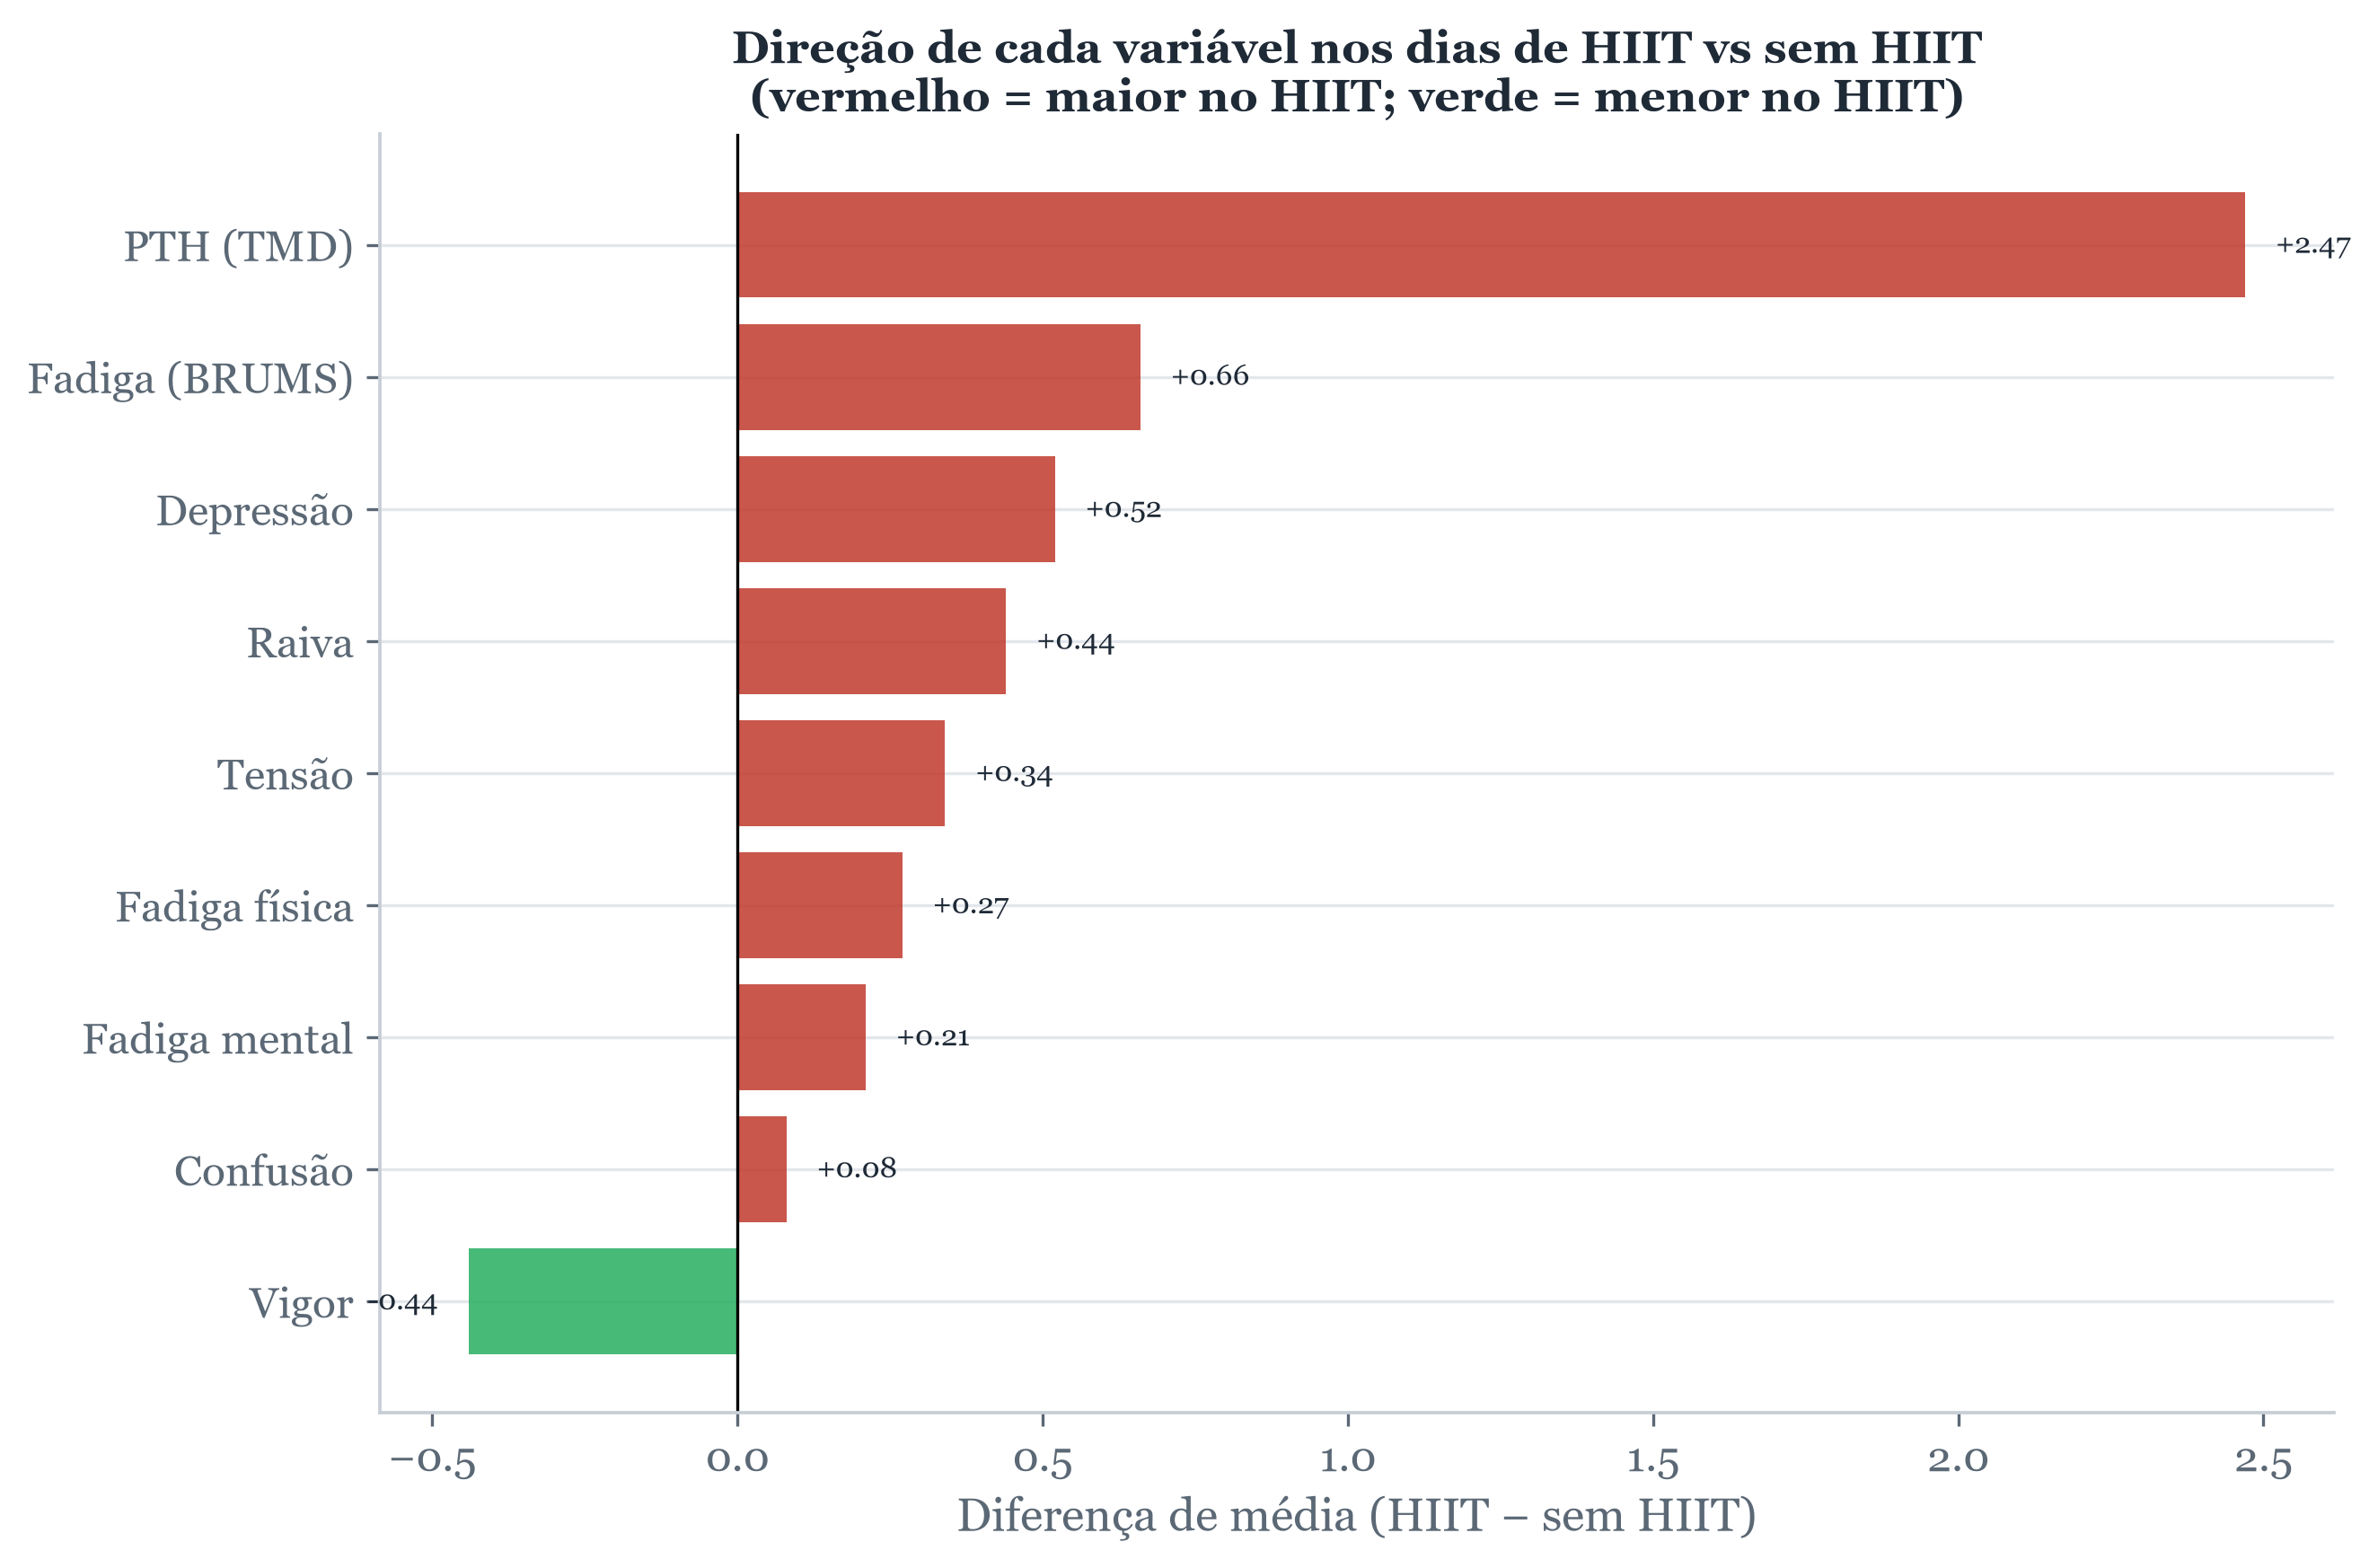 Direção de cada variável nos dias de HIIT vs sem HIIT
(vermelho = maior no HIIT; verde = menor no HIIT)
PTH (TMD)
+2.47
Fadiga (BRUMS)
+0.66
Depressão
+0.52
Raiva
+0.44
Tensão
+0.34
Fadiga física
+0.27
Fadiga mental
+0.21
Confusão
+0.08
Vigor
-0.44
−0.5 0.0 0.5 1.0 1.5 2.0 2.5
Diferença de média (HIIT − sem HIIT)